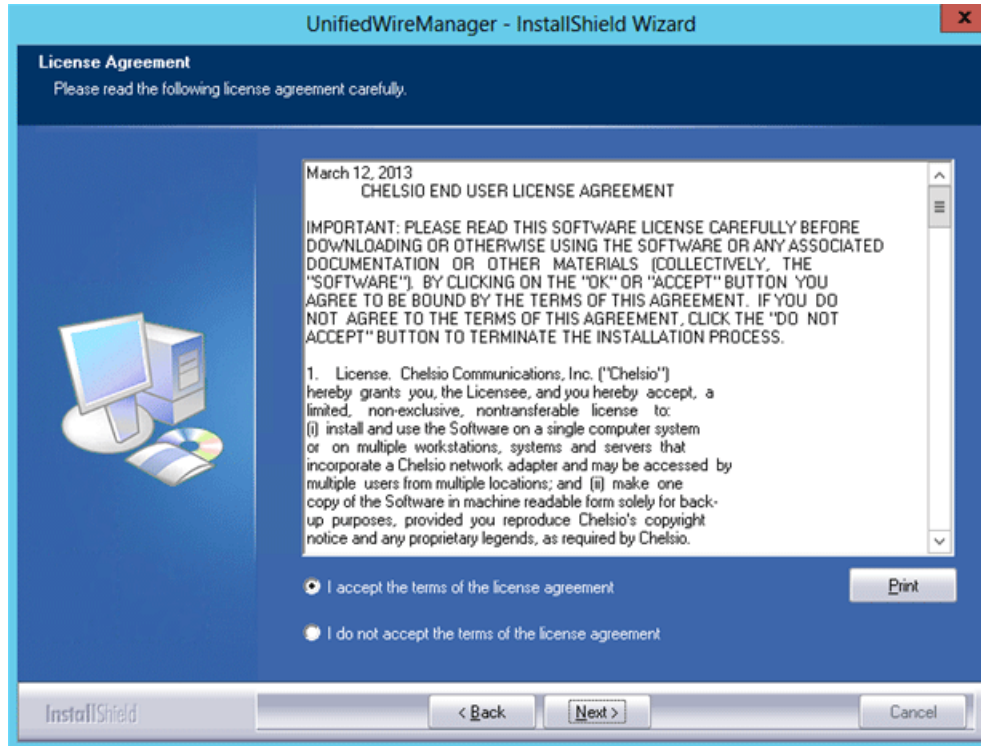 UnifiedWireManager - InstallShield Wizard
x
License Agreement
Please read the following license agreement carefully.
March 12, 2013
CHELSIO END USER LICENSE AGREEMENT
IMPORTANT: PLEASE READ THIS SOFTWARE LICENSE CAREFULLY BEFORE
DOWNLOADING OR OTHERWISE USING THE SOFTWARE OR ANY ASSOCIATED
DOCUMENTATION OR OTHER MATERIALS (COLLECTIVELY, THE
"SOFTWARE"). BY CLICKING ON THE "OK" OR "ACCEPT" BUTTON YOU
AGREE TO BE BOUND BY THE TERMS OF THIS AGREEMENT. IF YOU DO
NOT AGREE TO THE TERMS OF THIS AGREEMENT, CLICK THE "DO NOT
ACCEPT" BUTTON TO TERMINATE THE INSTALLATION PROCESS.
1. License. Chelsio Communications, Inc. ("Chelsio")
hereby grants you, the Licensee, and you hereby accept, a
limited, non-exclusive, nontransferable license to:
(i) install and use the Software on a single computer system
or on multiple workstations, systems and servers that
incorporate a Chelsio network adapter and may be accessed by
multiple users from multiple locations; and (ii) make one
copy of the Software in machine readable form solely for back-
up purposes, provided you reproduce Chelsio's copyright
notice and any proprietary legends, as required by Chelsio.
I accept the terms of the license agreement
Print
I do not accept the terms of the license agreement
InstallShield
< Back
Next >
Cancel